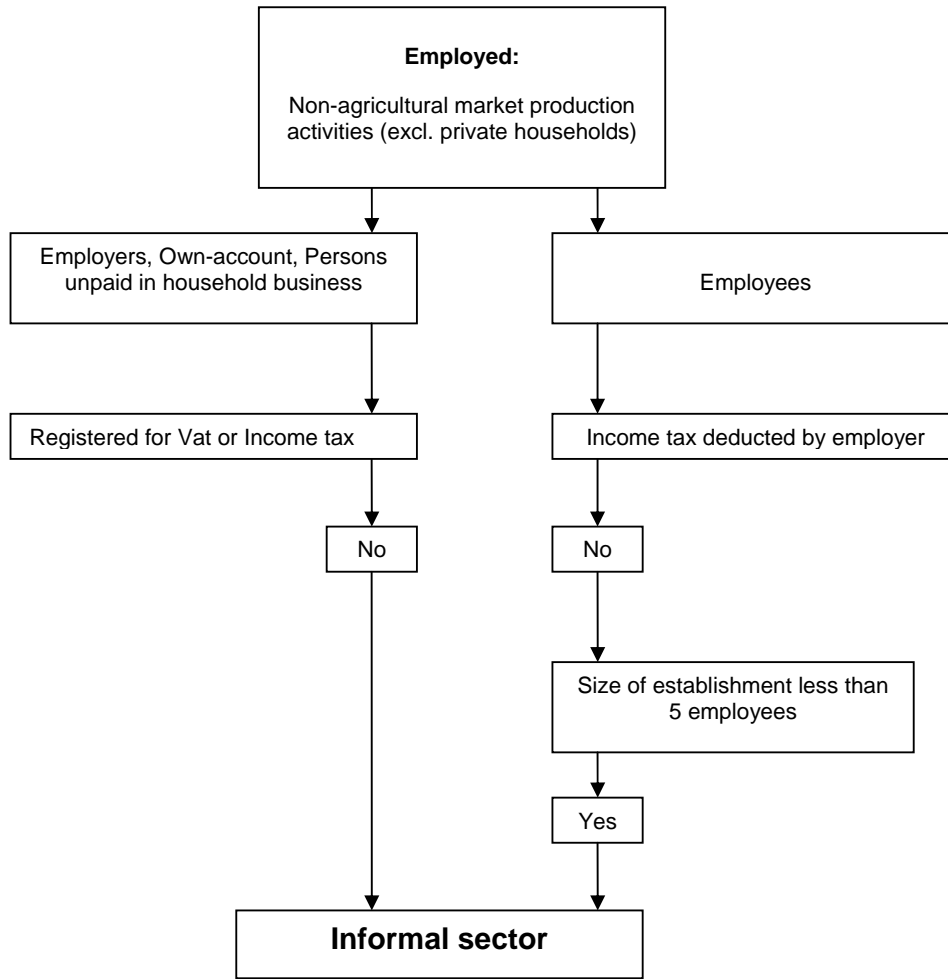 Employed:
Non-agricultural market production
activities (excl. private households)
Employers, Own-account, Persons
unpaid in household business
Employees
Registered for Vat or Income tax
Income tax deducted by employer
No
No
Size of establishment less than
5 employees
Yes
Informal sector